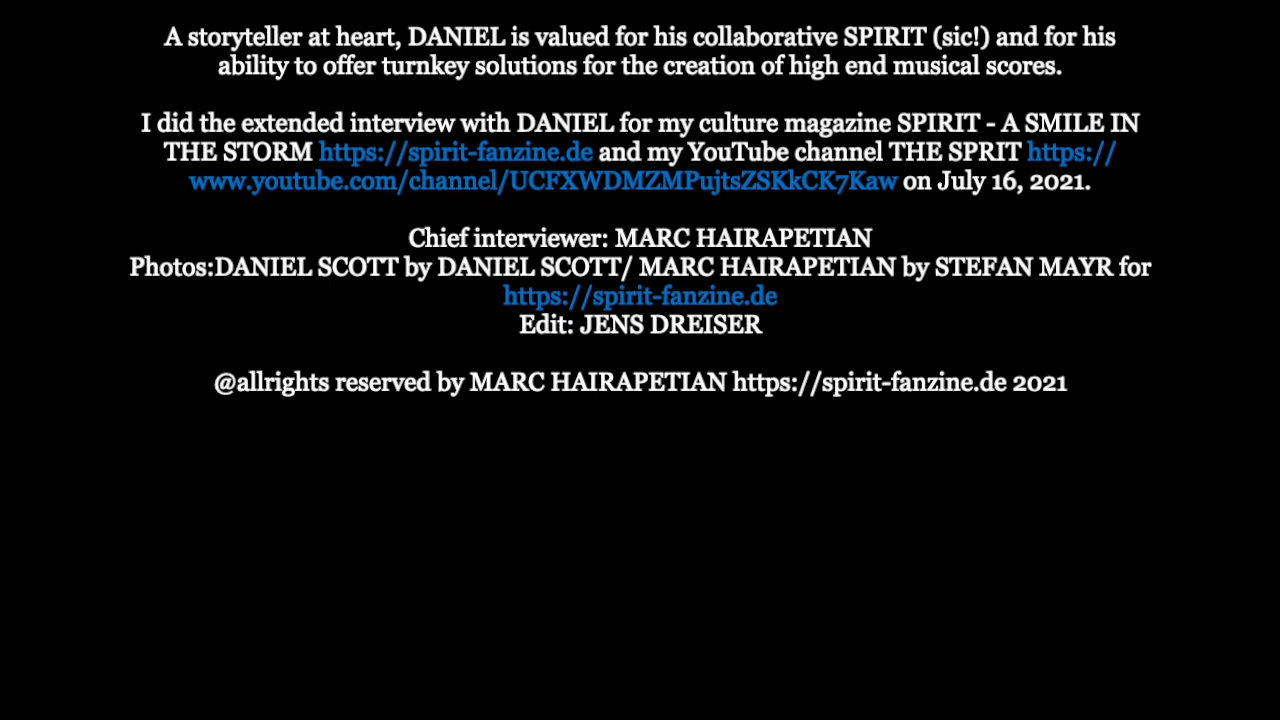 A storyteller at heart, DANIEL is valued for his collaborative SPIRIT (sic!) and for his
ability to offer turnkey solutions for the creation of high end musical scores.
I did the extended interview with DANIEL for my culture magazine SPIRIT - A SMILE IN
THE STORM https://spirit-fanzine.de and my YouTube channel THE SPRIT https://
www.youtube.com/channel/UCFXWDMZMPujtsZSKkCK7Kaw on July 16, 2021.
Chief interviewer: MARC HAIRAPETIAN
Photos:DANIEL SCOTT by DANIEL SCOTT/ MARC HAIRAPETIAN by STEFAN MAYR for
https://spirit-fanzine.de
Edit: JENS DREISER
@allrights reserved by MARC HAIRAPETIAN https://spirit-fanzine.de 2021